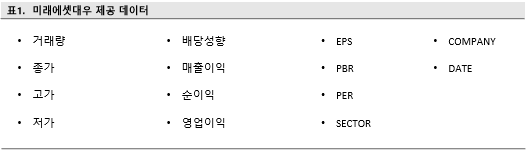 표1. 미래에셋대우 제공 데이터
• 거래량 • 배당성향 • EPS • COMPANY
• 종가 • 매출이익 • PBR • DATE
• 고가 • 순이익 • PER
• 저가 • 영업이익 • SECTOR